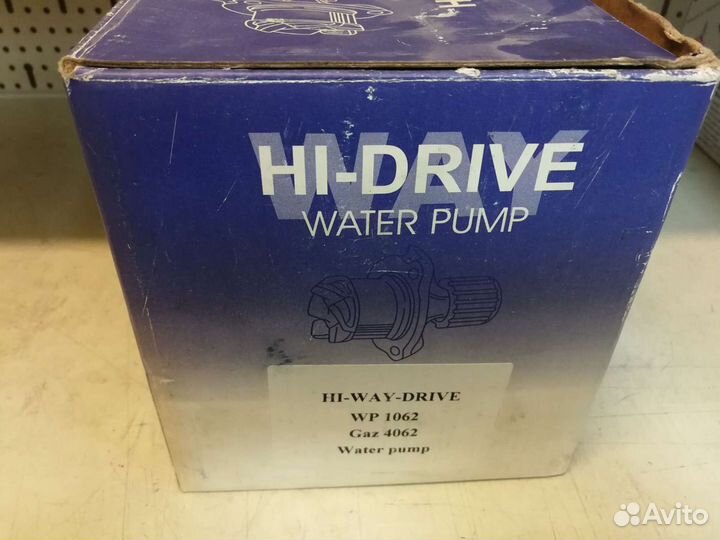 WAY
HI-DRIVE
WATER PUMP
HI-WAY-DRIVE
WP 1062
Gaz 4062
Water pump
Avito